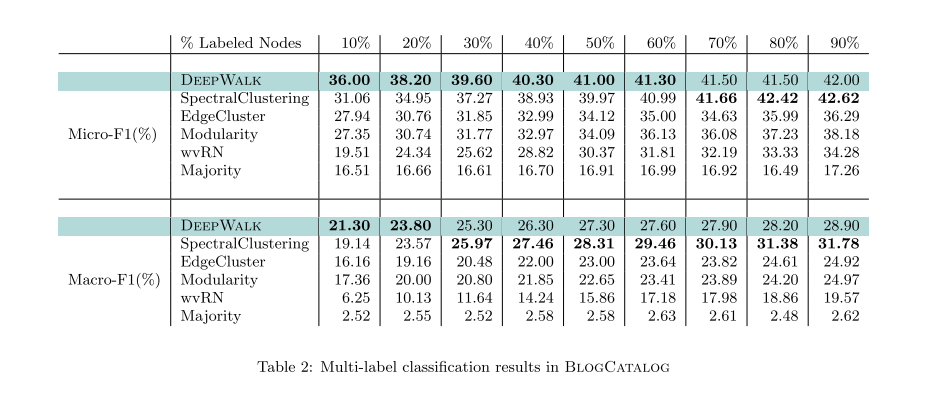 % Labeled Nodes 10% 20% 30% 40% 50% 60% 70% 80% 90%
DEEPWALK 36.00 38.20 39.60 40.30 41.00 41.30 41.50 41.50 42.00
SpectralClustering 31.06 34.95 37.27 38.93 39.97 40.99 41.66 42.42 42.62
EdgeCluster 27.94 30.76 31.85 32.99 34.12 35.00 34.63 35.99 36.29
Micro-F1(%) Modularity 27.35 30.74 31.77 32.97 34.09 36.13 36.08 37.23 38.18
wvRN 19.51 24.34 25.62 28.82 30.37 31.81 32.19 33.33 34.28
Majority 16.51 16.66 16.61 16.70 16.91 16.99 16.92 16.49 17.26
DEEPWALK 21.30 23.80 25.30 26.30 27.30 27.60 27.90 28.20 28.90
SpectralClustering 19.14 23.57 25.97 27.46 28.31 29.46 30.13 31.38 31.78
EdgeCluster 16.16 19.16 20.48 22.00 23.00 23.64 23.82 24.61 24.92
Macro-F1(%) Modularity 17.36 20.00 20.80 21.85 22.65 23.41 23.89 24.20 24.97
wvRN 6.25 10.13 11.64 14.24 15.86 17.18 17.98 18.86 19.57
Majority 2.52 2.55 2.52 2.58 2.58 2.63 2.61 2.48 2.62
Table 2: Multi-label classification results in BLOGCATALOG